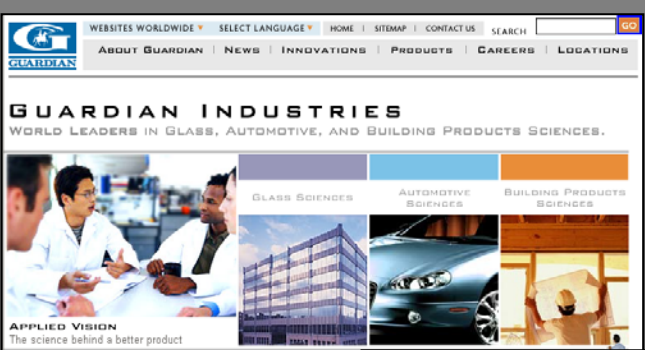 WEBSITES WORLDWIDE SELECT LANGUAGE HOME | SITEMAP | CONTACT US SEARCH GO
G
GUARDIAN
ABOUT GUARDIAN | NEWS | INNOVATIONS | PRODUCTS | CAREERS | LOCATIONS
GUARDIAN INDUSTRIES
WORLD LEADERS IN GLASS, AUTOMOTIVE, AND BUILDING PRODUCTS SCIENCES.
GLASS SCIENCES
AUTOMOTIVE
SCIENCES
BUILDING PRODUCTS
SCIENCES
APPLIED VISION
The science behind a better product